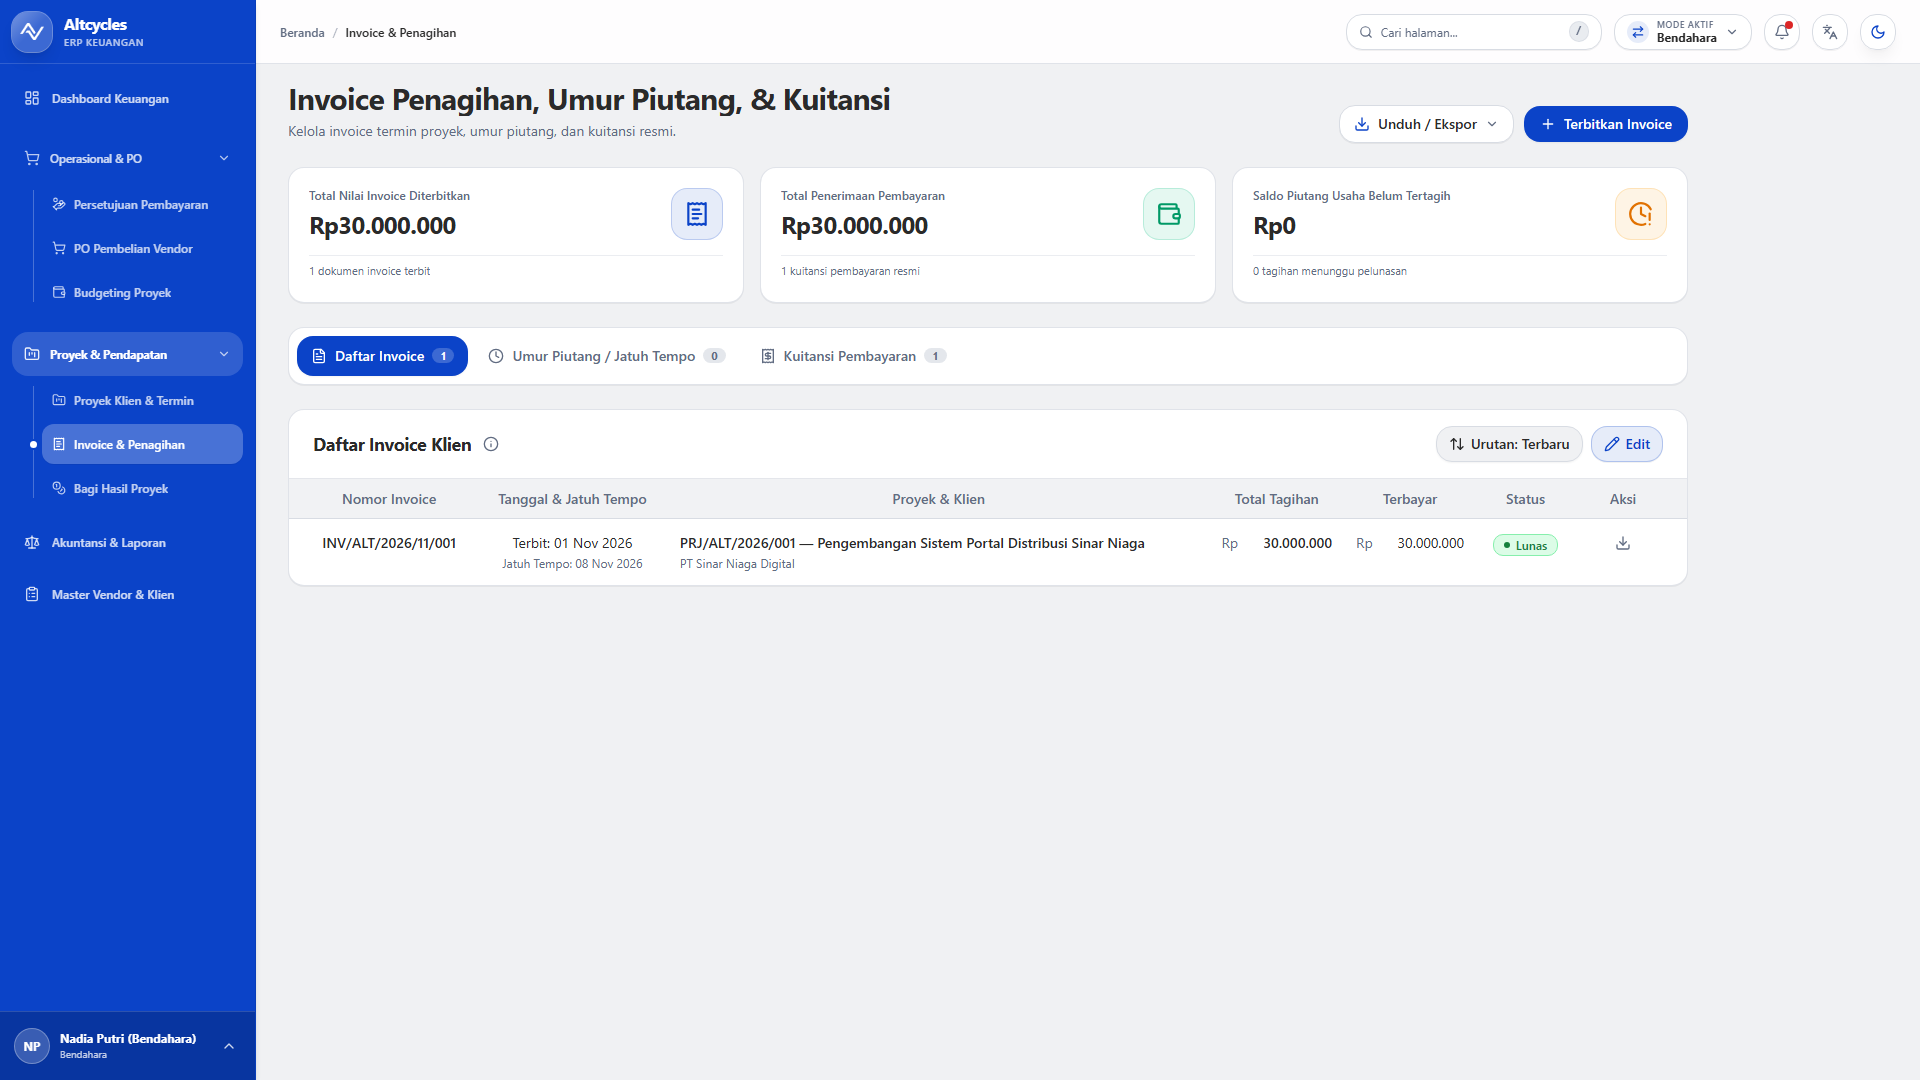 Altcycles
ERP KEUANGAN
Dashboard Keuangan
Operasional & PO
Persetujuan Pembayaran
PO Pembelian Vendor
Budgeting Proyek
Proyek & Pendapatan
Proyek Klien & Termin
Invoice & Penagihan
Bagi Hasil Proyek
Akuntansi & Laporan
Master Vendor & Klien
NP
Nadia Putri (Bendahara)
Bendahara
Beranda / Invoice & Penagihan
Cari halaman... /
MODE AKTIF
Bendahara
Invoice Penagihan, Umur Piutang, & Kuitansi
Kelola invoice termin proyek, umur piutang, dan kuitansi resmi.
Unduh / Ekspor
+ Terbitkan Invoice
Total Nilai Invoice Diterbitkan
Rp30.000.000
1 dokumen invoice terbit
Total Penerimaan Pembayaran
Rp30.000.000
1 kuitansi pembayaran resmi
Saldo Piutang Usaha Belum Tertagih
Rp0
0 tagihan menunggu pelunasan
Daftar Invoice 1
Umur Piutang / Jatuh Tempo 0
Kuitansi Pembayaran 1
Daftar Invoice Klien
Urutan: Terbaru
Edit
Nomor Invoice Tanggal & Jatuh Tempo Proyek & Klien Total Tagihan Terbayar Status Aksi
INV/ALT/2026/11/001 Terbit: 01 Nov 2026 PRJ/ALT/2026/001 — Pengembangan Sistem Portal Distribusi Sinar Niaga Rp 30.000.000 Rp 30.000.000 Lunas
Jatuh Tempo: 08 Nov 2026 PT Sinar Niaga Digital